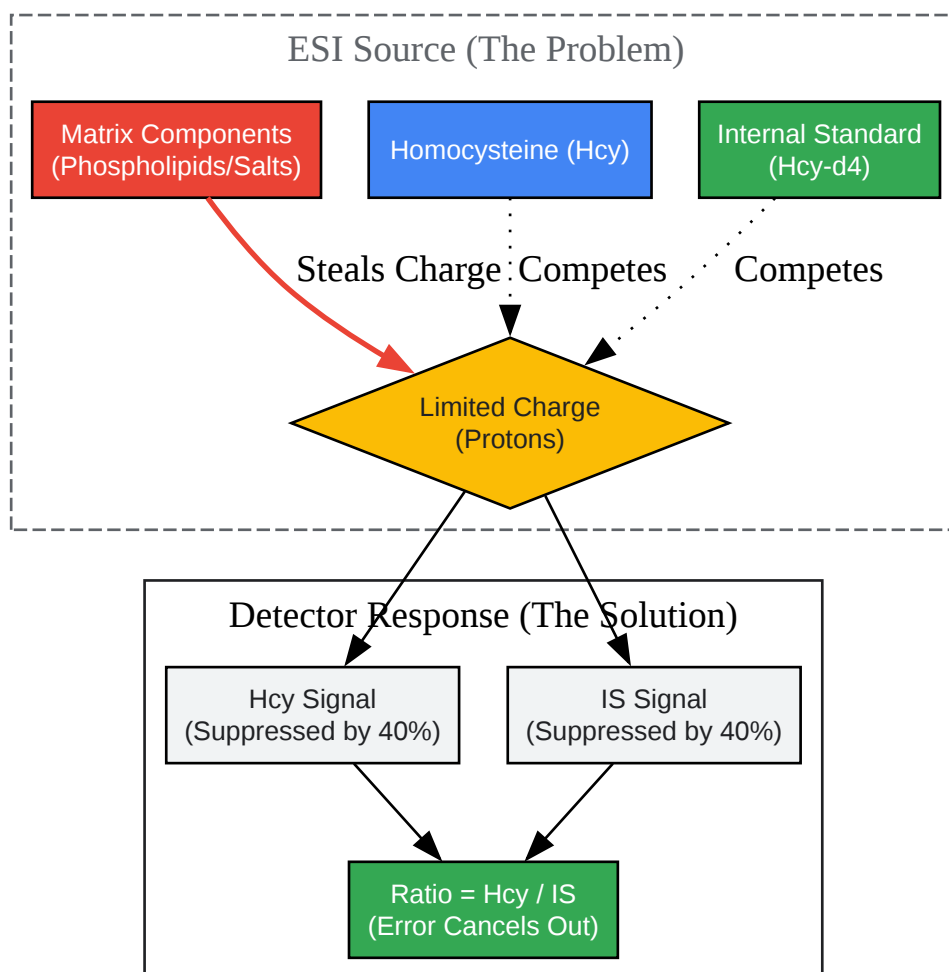 ESI Source (The Problem)
Matrix Components
(Phospholipids/Salts)
Homocysteine (Hcy)
Internal Standard
(Hcy-d4)
Steals Charge
Competes
Competes
Limited Charge
(Protons)
Detector Response (The Solution)
Hcy Signal
(Suppressed by 40%)
IS Signal
(Suppressed by 40%)
Ratio = Hcy / IS
(Error Cancels Out)